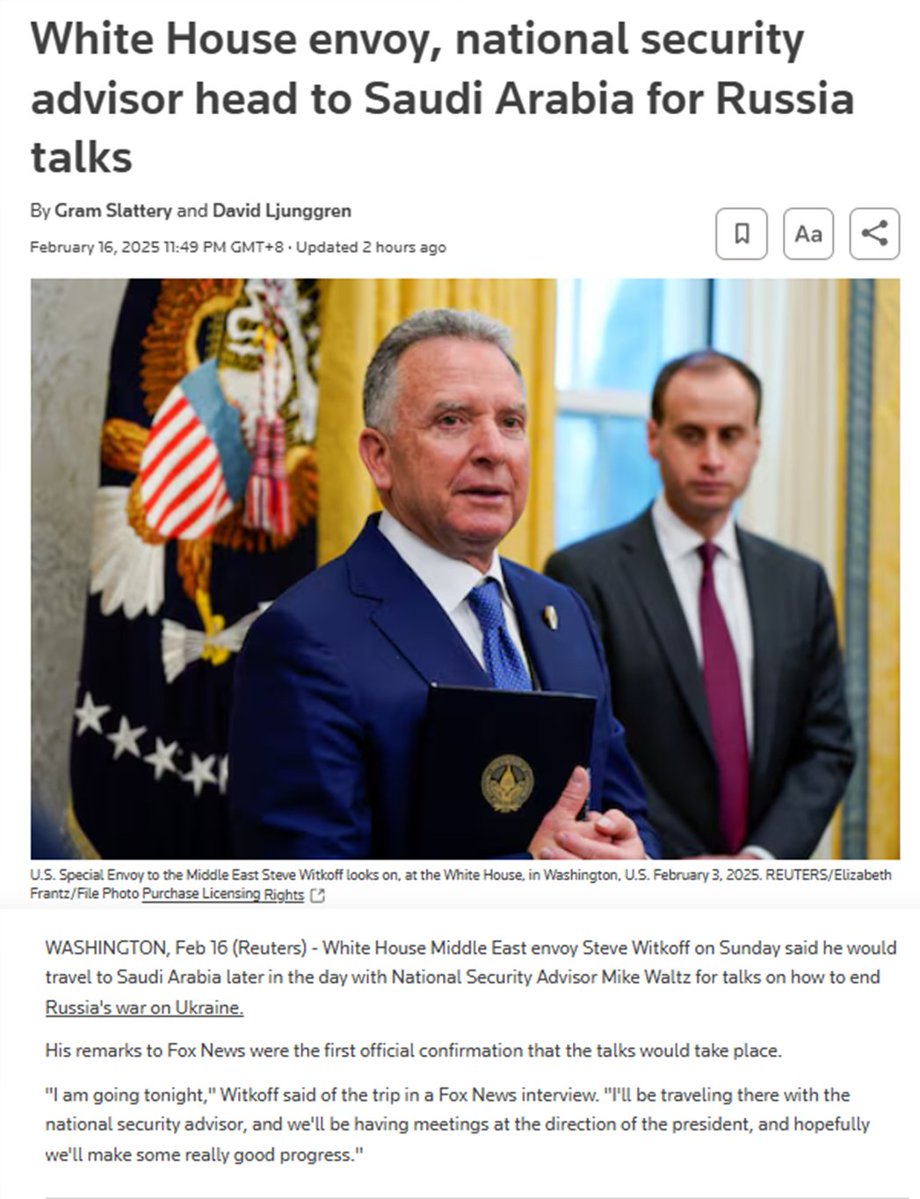 White House envoy, national security
advisor head to Saudi Arabia for Russia
talks
By Gram Slattery and David Ljunggren
February 16, 2025 11:49 PM GMT+8 · Updated 2 hours ago
Aa
U.S. Special Envoy to the Middle East Steve Witkoff looks on, at the White House, in Washington, U.S. February 3, 2025. REUTERS/Elizabeth
Frantz/File Photo Purchase Licensing Rights
WASHINGTON, Feb 16 (Reuters) - White House Middle East envoy Steve Witkoff on Sunday said he would
travel to Saudi Arabia later in the day with National Security Advisor Mike Waltz for talks on how to end
Russia's war on Ukraine.
His remarks to Fox News were the first official confirmation that the talks would take place.
"I am going tonight," Witkoff said of the trip in a Fox News interview. "I'll be traveling there with the
national security advisor, and we'll be having meetings at the direction of the president, and hopefully
we'll make some really good progress."